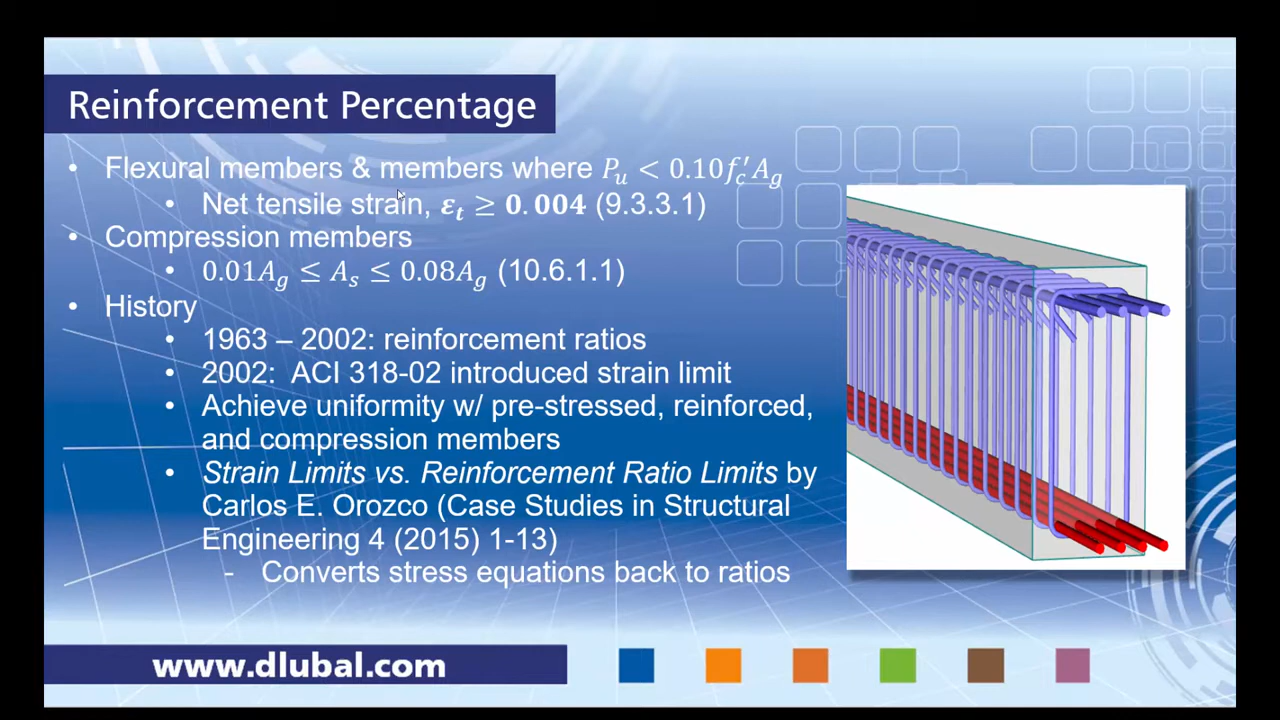 Reinforcement Percentage
• Flexural members & members where 𝑃ᵤ < 0.10𝑓′c𝐴g
• Net tensile strain, 𝜺ₜ ≥ 𝟎.𝟎𝟎𝟒 (9.3.3.1)
• Compression members
• 0.01𝐴g ≤ 𝐴ₛ ≤ 0.08𝐴g (10.6.1.1)
• History
• 1963 – 2002: reinforcement ratios
• 2002: ACI 318-02 introduced strain limit
• Achieve uniformity w/ pre-stressed, reinforced,
and compression members
• Strain Limits vs. Reinforcement Ratio Limits by
Carlos E. Orozco (Case Studies in Structural
Engineering 4 (2015) 1-13)
- Converts stress equations back to ratios
www.dlubal.com